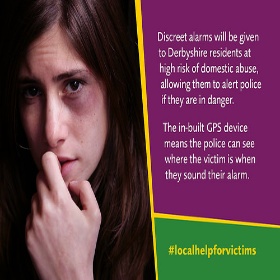 Discreet alarms will be given
to Derbyshire residents at
high risk of domestic abuse,
allowing them to alert police
if they are in danger.
The in-built GPS device
means the police can see
where the victim is when
they sound their alarm.
#localhelpforvictims